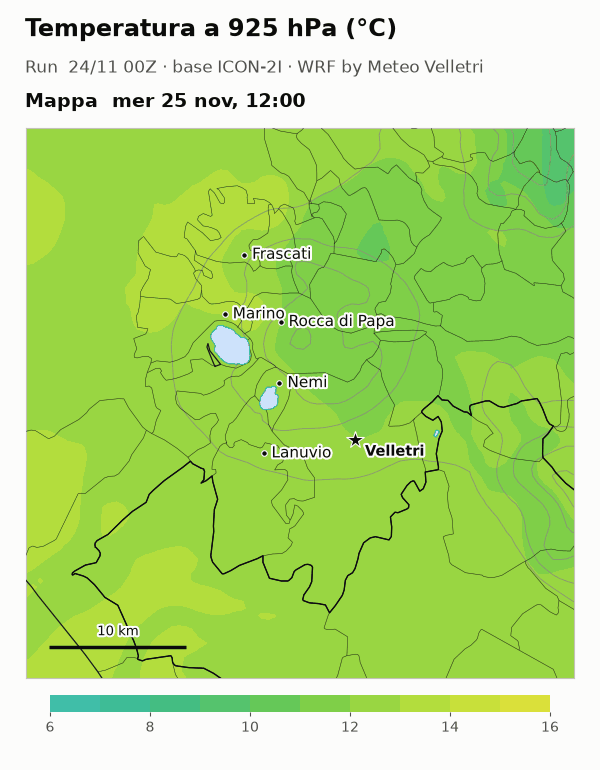 Temperatura a 925 hPa (°C)
Run  24/11 00Z · base ICON-2I · WRF by Meteo Velletri
Mappa  mer 25 nov, 12:00
Frascati
Marino
Rocca di Papa
Nemi
Velletri
Lanuvio
10 km
6 8 10 12 14 16